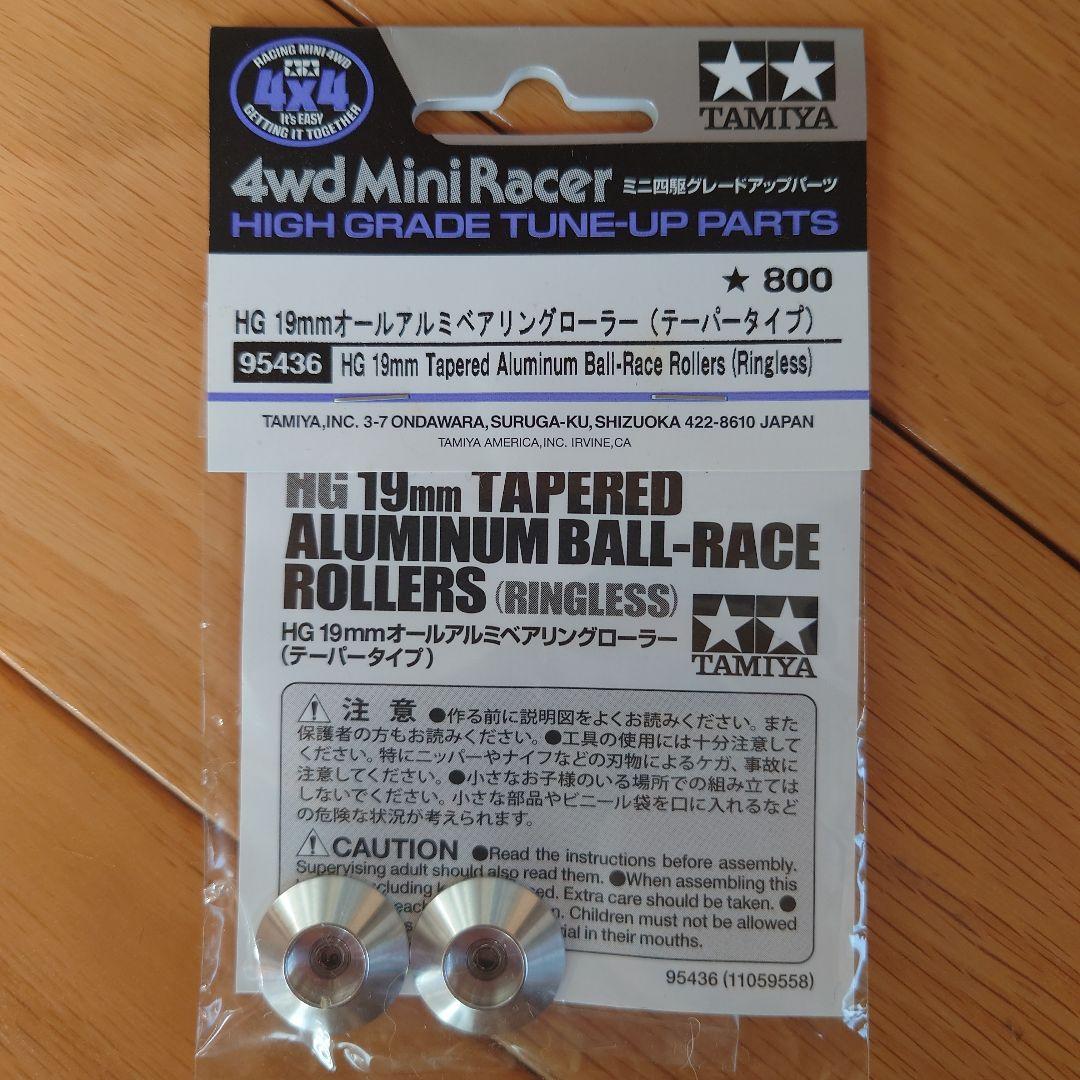 RACING MINI 4WD
4x4
It's EASY
GETTING IT TOGETHER
TAMIYA
4wd Mini Racer ミニ四駆グレードアップパーツ
HIGH GRADE TUNE-UP PARTS
★ 800
HG 19mmオールアルミベアリングローラー(テーパータイプ)
95436 HG 19mm Tapered Aluminum Ball-Race Rollers (Ringless)
TAMIYA,INC. 3-7 ONDAWARA, SURUGA-KU, SHIZUOKA 422-8610 JAPAN
TAMIYA AMERICA,INC. IRVINE,CA
HG 19mm TAPERED
ALUMINUM BALL-RACE
ROLLERS (RINGLESS)
HG 19mmオールアルミベアリングローラー
(テーパータイプ)
TAMIYA
注意 ●作る前に説明図をよくお読みください。また
保護者の方もお読みください。●工具の使用には十分注意して
ください。特にニッパーやナイフなどの刃物によるケガ、事故に
注意してください。●小さなお子様のいる場所での組み立ては
しないでください。小さな部品やビニール袋を口に入れるなど
の危険な状況が考えられます。
CAUTION ●Read the instructions before assembly.
Supervising adult should also read them. ●When assembling this
ed. Extra care should be taken. ●
n. Children must not be allowed
ial in their mouths.
95436 (11059558)